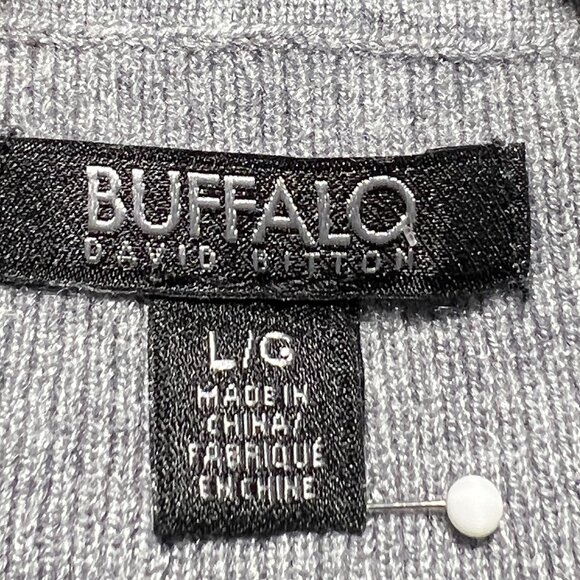 BUFFALO
DAVID BITTON
L/G
MADE IN
CHINA/
FABRIQUÉ
EN CHINE